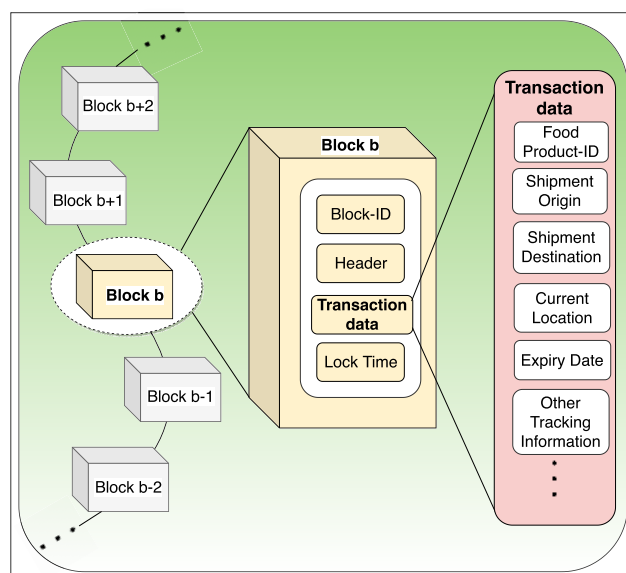 Block b+2
Block b+1
Block b
Block b-1
Block b-2
Block b
Block-ID
Header
Transaction
data
Lock Time
Transaction
data
Food
Product-ID
Shipment
Origin
Shipment
Destination
Current
Location
Expiry Date
Other
Tracking
Information